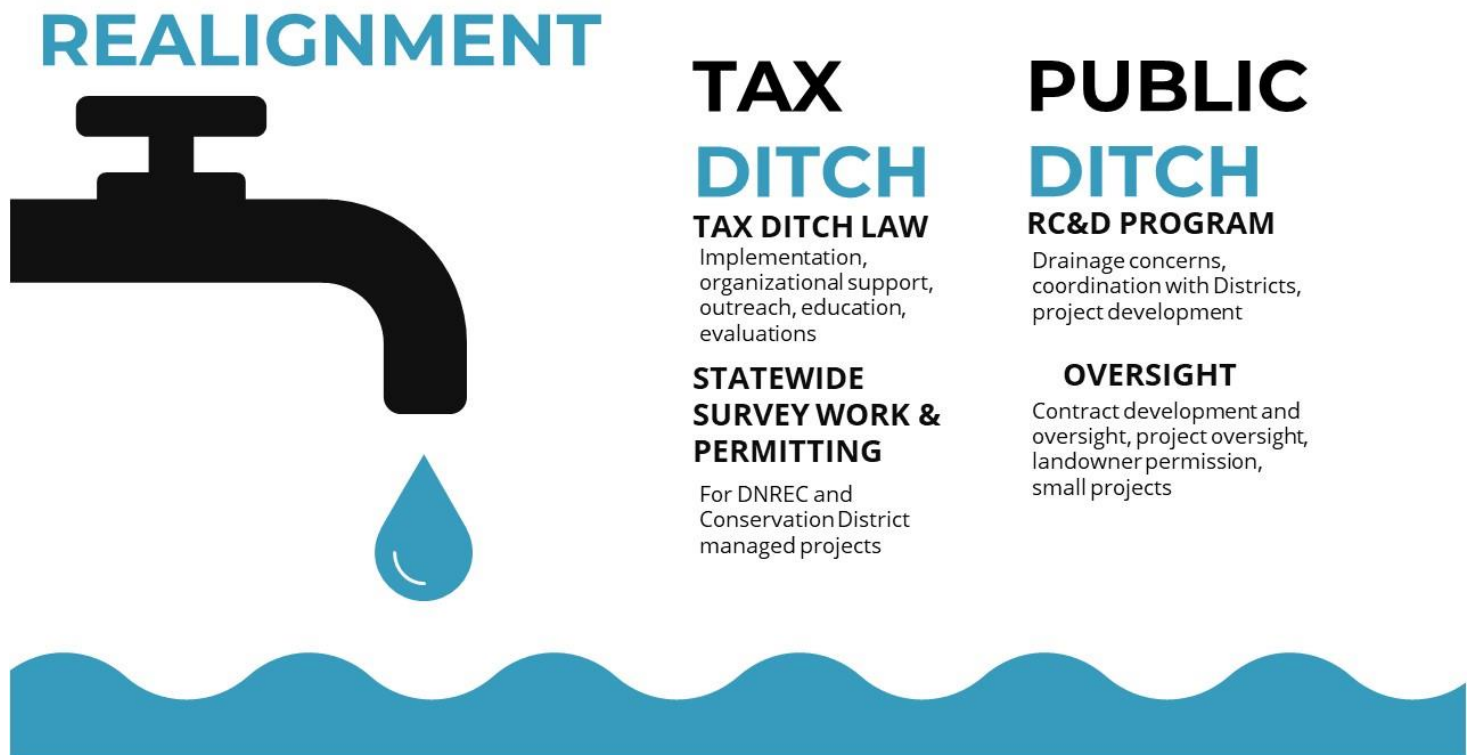 REALIGNMENT
TAX
DITCH
TAX DITCH LAW
Implementation,
organizational support,
outreach, education,
evaluations
STATEWIDE
SURVEY WORK &
PERMITTING
For DNREC and
Conservation District
managed projects
PUBLIC
DITCH
RC&D PROGRAM
Drainage concerns,
coordination with Districts,
project development
OVERSIGHT
Contract development and
oversight, project oversight,
landowner permission,
small projects